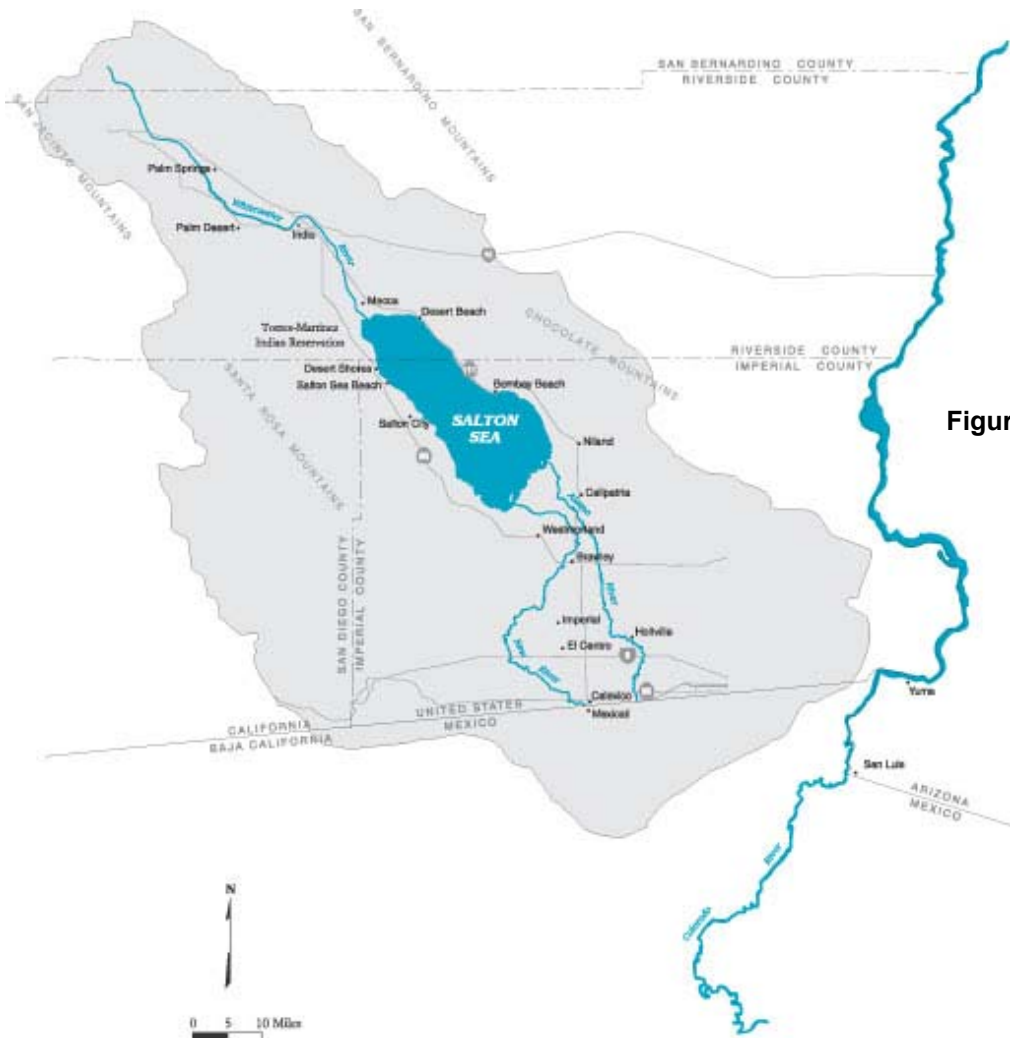 SAN BERNARDINO MOUNTAINS
SAN BERNARDINO COUNTY
RIVERSIDE COUNTY
SAN JACINTO MOUNTAINS
Palm Springs
Whitewater
River
Palm Desert
Indio
Mecca
Desert Beach
Torres-Martinez
Indian Reservation
CHOCOLATE MOUNTAINS
RIVERSIDE COUNTY
IMPERIAL COUNTY
Desert Shores
Salton Sea Beach
Bombay Beach
SANTA ROSA MOUNTAINS
Salton City
SALTON
SEA
Figur
Niland
Calipatria
Westmorland
Brawley
River
Imperial
El Centro
Holtville
New River
SAN DIEGO COUNTY
IMPERIAL COUNTY
Calexico
Mexicali
UNITED STATES
MEXICO
CALIFORNIA
BAJA CALIFORNIA
Yuma
San Luis
ARIZONA
MEXICO
Colorado River
N
0 5 10 Miles